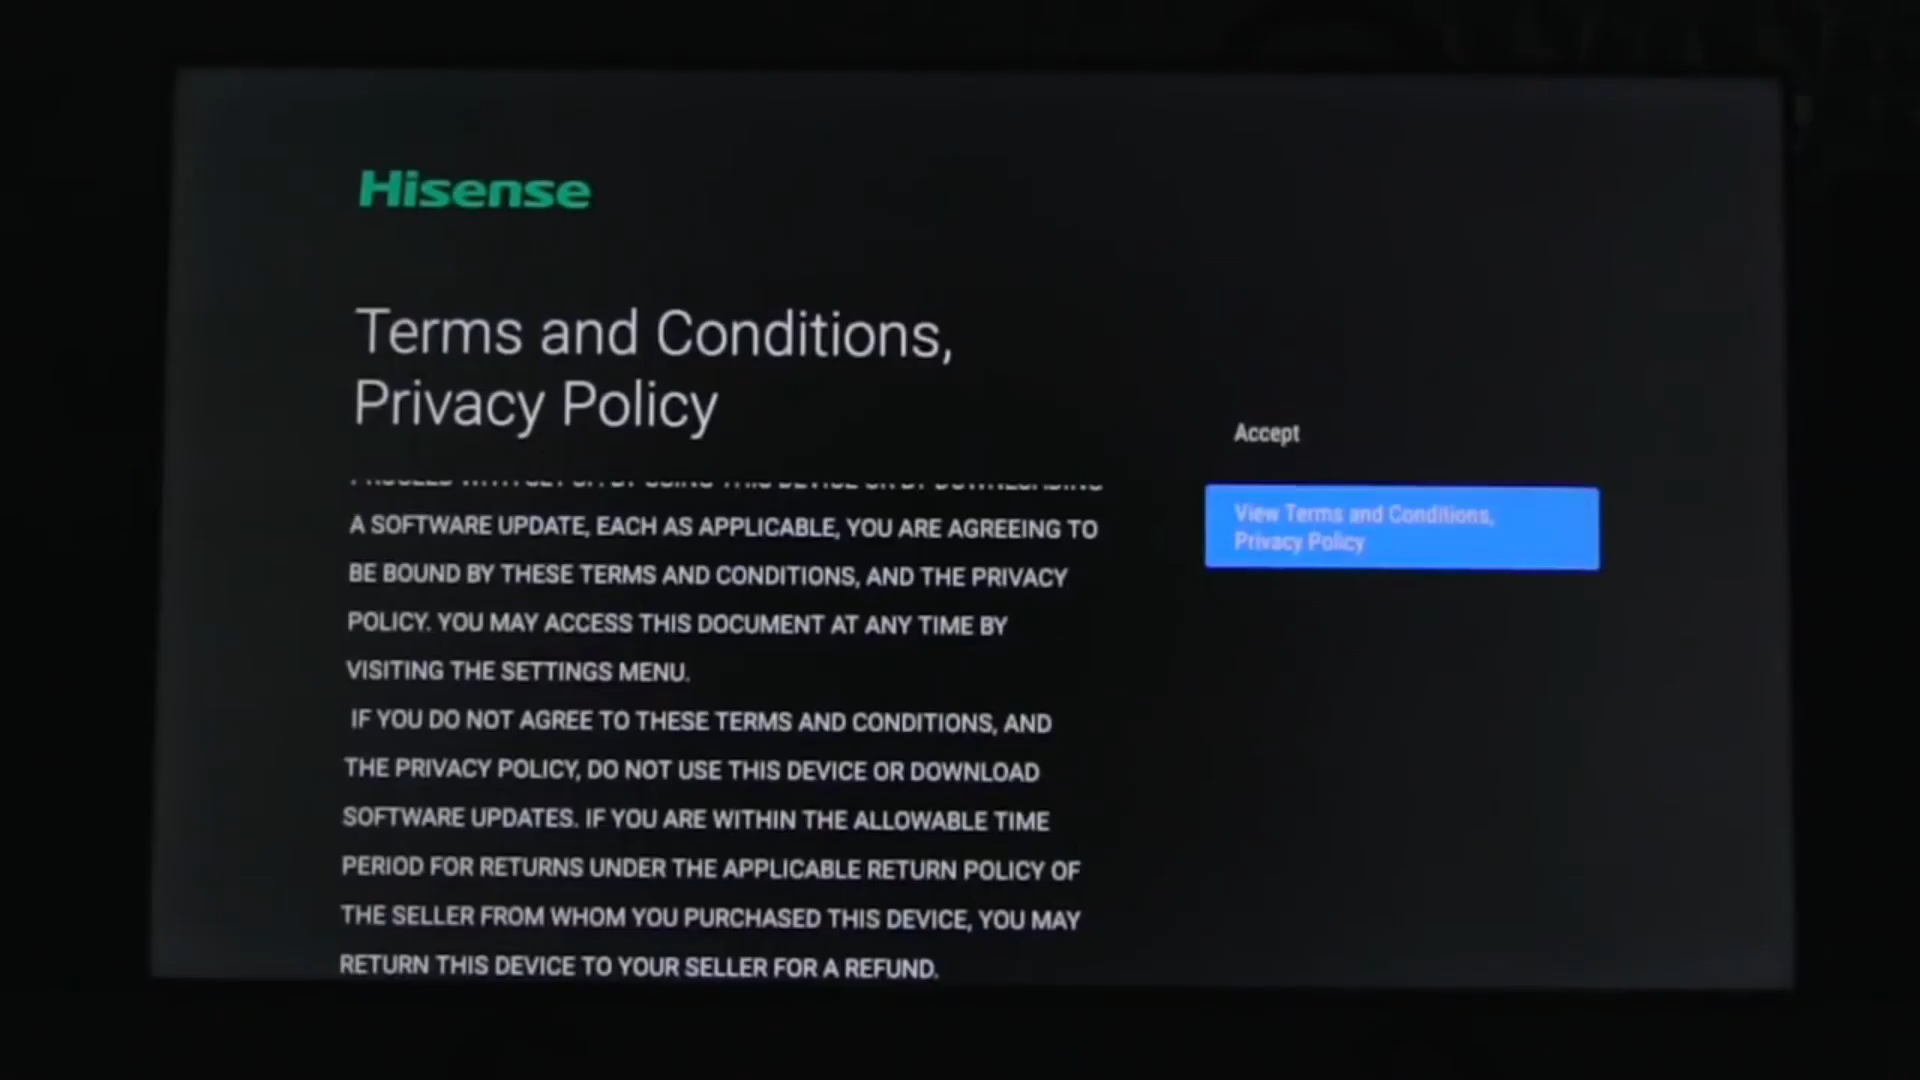 Hisense
Terms and Conditions,
Privacy Policy
A SOFTWARE UPDATE, EACH AS APPLICABLE, YOU ARE AGREEING TO
BE BOUND BY THESE TERMS AND CONDITIONS, AND THE PRIVACY
POLICY. YOU MAY ACCESS THIS DOCUMENT AT ANY TIME BY
VISITING THE SETTINGS MENU.
IF YOU DO NOT AGREE TO THESE TERMS AND CONDITIONS, AND
THE PRIVACY POLICY, DO NOT USE THIS DEVICE OR DOWNLOAD
SOFTWARE UPDATES. IF YOU ARE WITHIN THE ALLOWABLE TIME
PERIOD FOR RETURNS UNDER THE APPLICABLE RETURN POLICY OF
THE SELLER FROM WHOM YOU PURCHASED THIS DEVICE, YOU MAY
RETURN THIS DEVICE TO YOUR SELLER FOR A REFUND.
Accept
View Terms and Conditions,
Privacy Policy